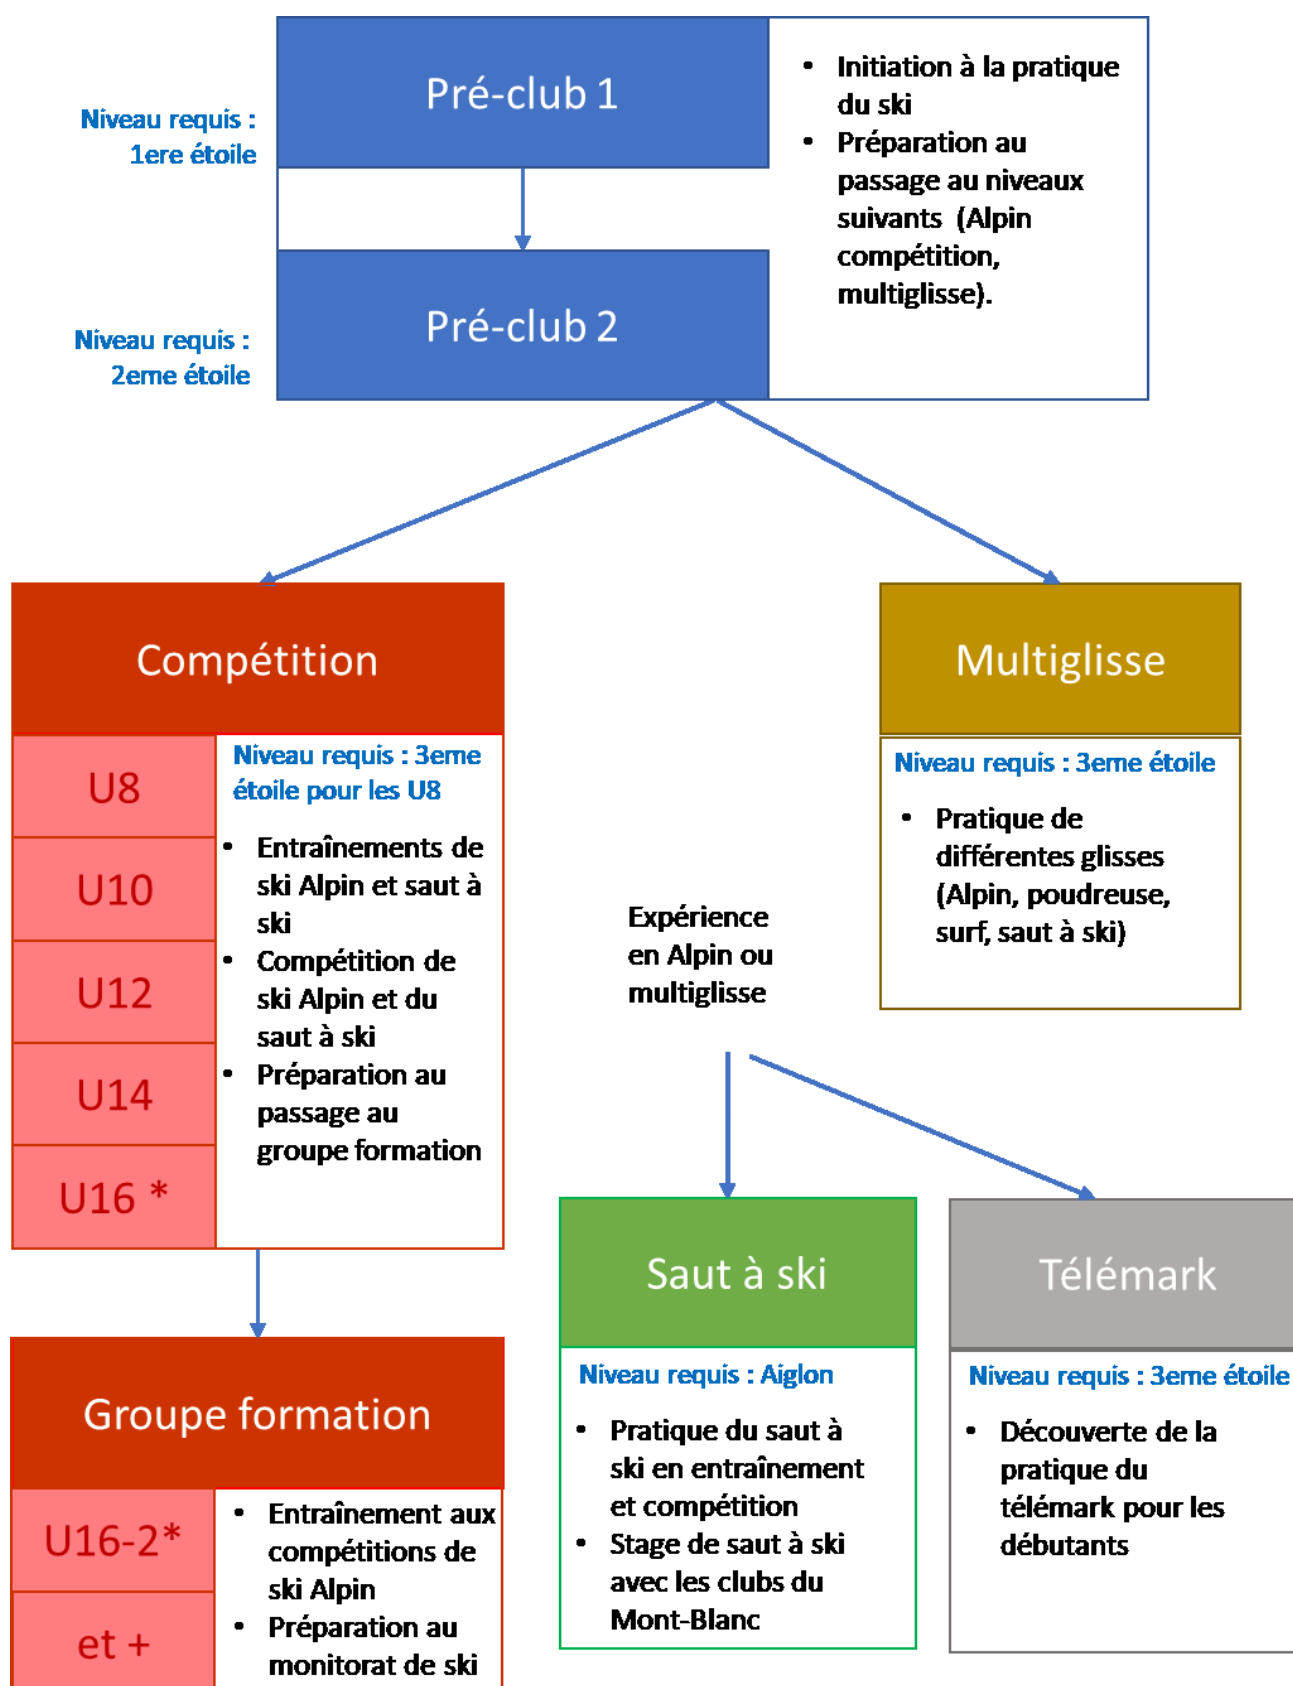 Pré-club 1
Niveau requis :
1ere étoile
• Initiation à la pratique
du ski
• Préparation au
passage au niveaux
suivants (Alpin
compétition,
multiglisse).
Pré-club 2
Niveau requis :
2eme étoile
Compétition
U8
U10
U12
U14
U16 *
Niveau requis : 3eme
étoile pour les U8
• Entraînements de
ski Alpin et saut à
ski
• Compétition de
ski Alpin et du
saut à ski
• Préparation au
passage au
groupe formation
Multiglisse
Niveau requis : 3eme étoile
• Pratique de
différentes glisses
(Alpin, poudreuse,
surf, saut à ski)
Expérience
en Alpin ou
multiglisse
Groupe formation
U16-2*
et +
• Entraînement aux
compétitions de
ski Alpin
• Préparation au
monitorat de ski
Saut à ski
Niveau requis : Aiglon
• Pratique du saut à
ski en entraînement
et compétition
• Stage de saut à ski
avec les clubs du
Mont-Blanc
Télémark
Niveau requis : 3eme étoile
• Découverte de la
pratique du
télémark pour les
débutants